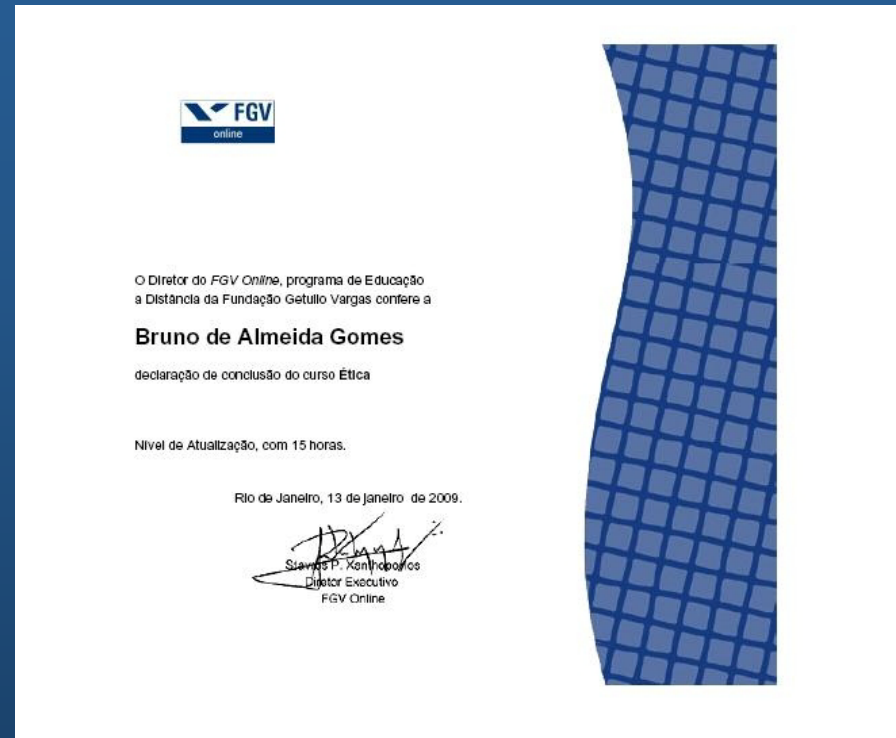 FGV
online
O Diretor do FGV Online, programa de Educação
a Distância da Fundação Getulio Vargas confere a
Bruno de Almeida Gomes
declaração de conclusão do curso Ética
Nível de Atualização, com 15 horas.
Rio de Janeiro, 13 de janeiro de 2009.
Stavros P. Xanthopoylos
Diretor Executivo
FGV Online